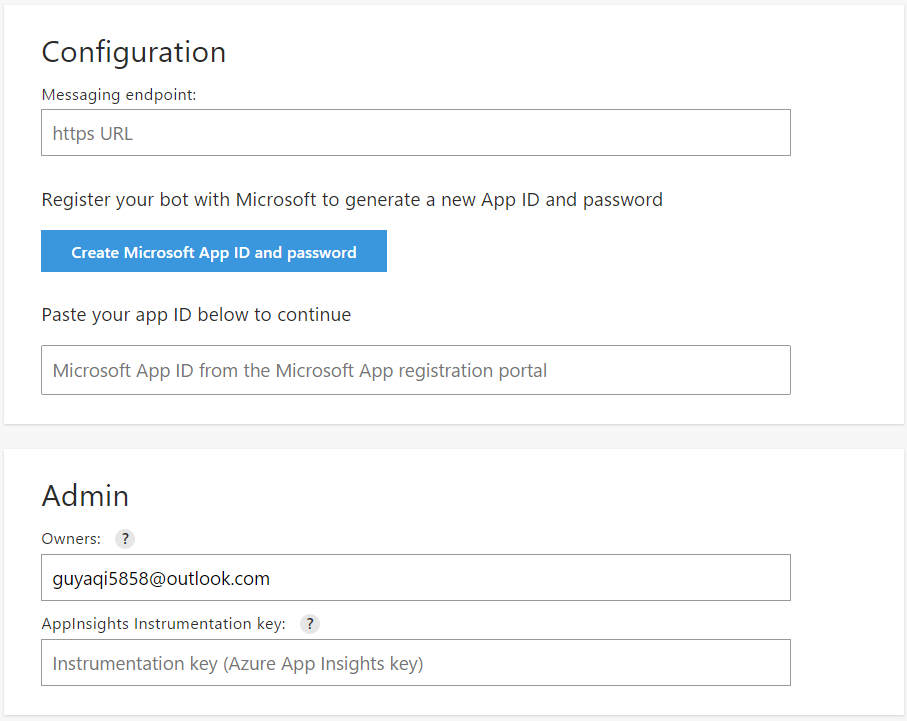 Configuration
Messaging endpoint:
https URL
Register your bot with Microsoft to generate a new App ID and password
Create Microsoft App ID and password
Paste your app ID below to continue
Microsoft App ID from the Microsoft App registration portal
Admin
Owners: ?
guyaqi5858@outlook.com
AppInsights Instrumentation key: ?
Instrumentation key (Azure App Insights key)